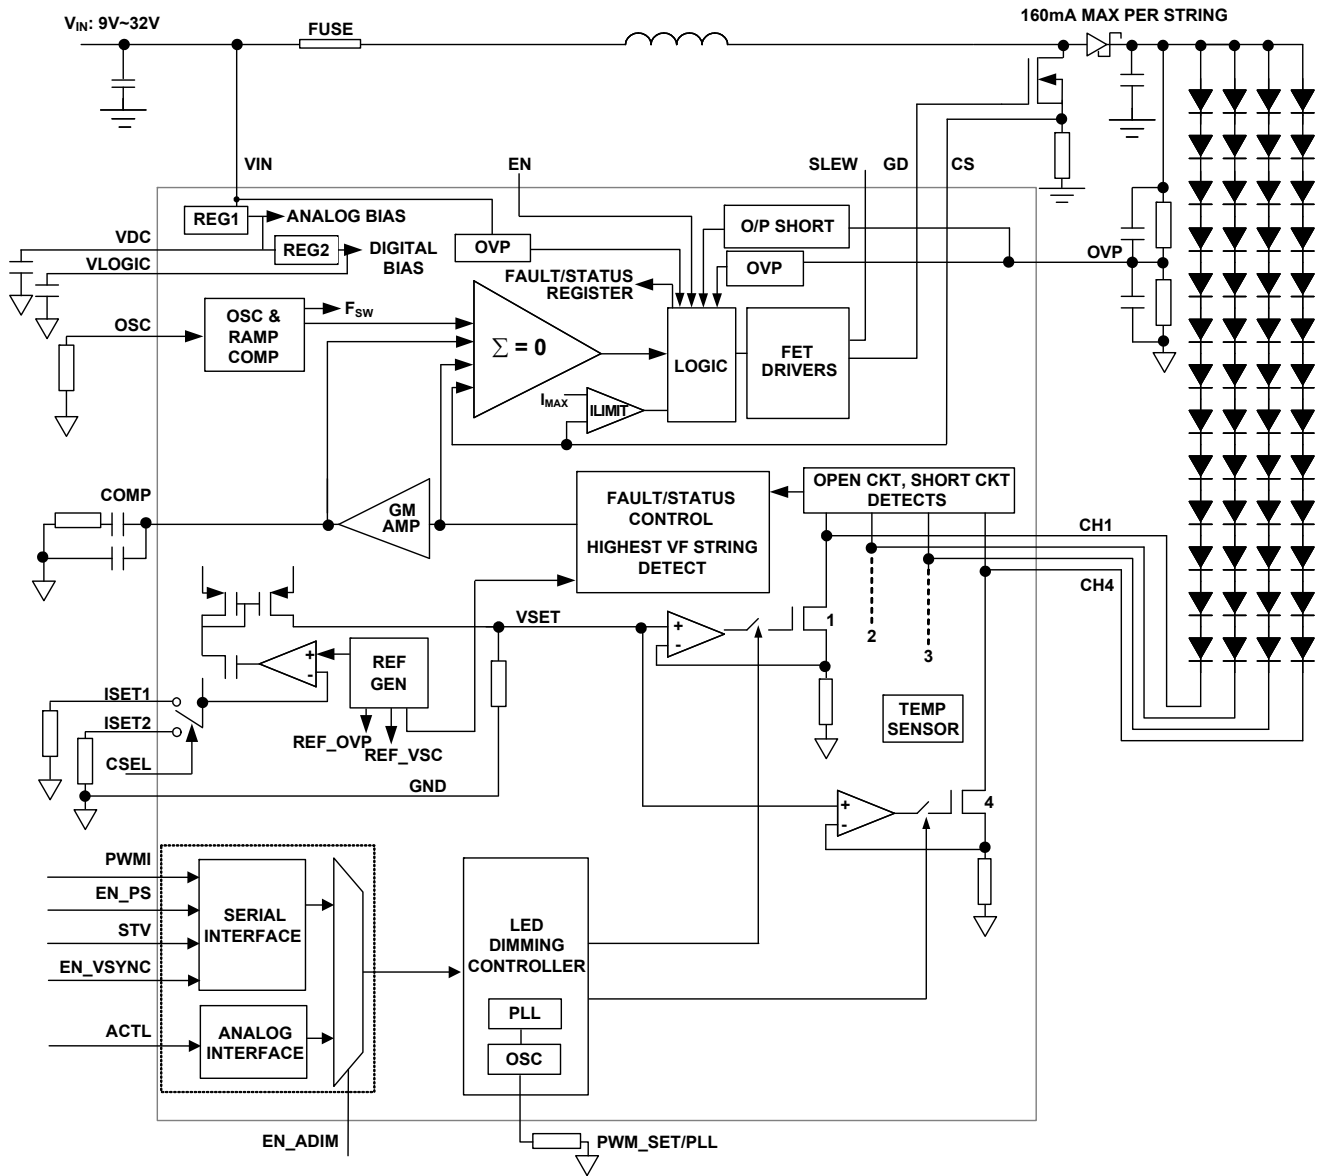 V_IN: 9V~32V
FUSE
160mA MAX PER STRING
VIN
EN
SLEW
GD
CS
REG1
ANALOG BIAS
O/P SHORT
VDC
REG2
DIGITAL
BIAS
OVP
OVP
OVP
VLOGIC
FAULT/STATUS
REGISTER
OSC
OSC &
RAMP
COMP
F_SW
Σ = 0
LOGIC
FET
DRIVERS
I_MAX
ILIMIT
COMP
GM
AMP
FAULT/STATUS
CONTROL
HIGHEST VF STRING
DETECT
OPEN CKT, SHORT CKT
DETECTS
CH1
CH4
VSET
+
-
1
2
3
+
-
REF
GEN
ISET1
ISET2
CSEL
REF_OVP
REF_VSC
GND
TEMP
SENSOR
+
-
4
PWMI
EN_PS
STV
EN_VSYNC
SERIAL
INTERFACE
ACTL
ANALOG
INTERFACE
LED
DIMMING
CONTROLLER
PLL
OSC
EN_ADIM
PWM_SET/PLL